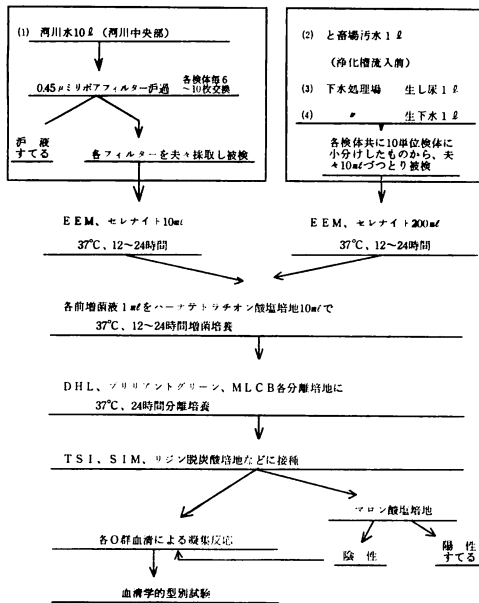 (1) 河川水10ℓ(河川中央部)
0.45μミリポアフィルター沪過
各検体毎6
～10枚交換
沪液
すてる
各フィルターを夫々採取し被検
(2) と畜場汚水1ℓ
(浄化槽流入前)
(3) 下水処理場 生し尿1ℓ
(4) 〃 生下水1ℓ
各検体共に10単位検体に
小分けしたものから、夫
々10mlづつとり被検
EEM、セレナイト10ml
37℃、12～24時間
EEM、セレナイト200ml
37℃、12～24時間
各前増菌液1mlをハーナテトラチオン酸塩培地10mlで
37℃、12～24時間増菌培養
DHL、ブリリアントグリーン、MLCB各分離培地に
37℃、24時間分離培養
TSI、SIM、リジン脱炭酸培地などに接種
マロン酸塩培地
各O群血清による凝集反応
陰性
陽性
すてる
血清学的型別試験